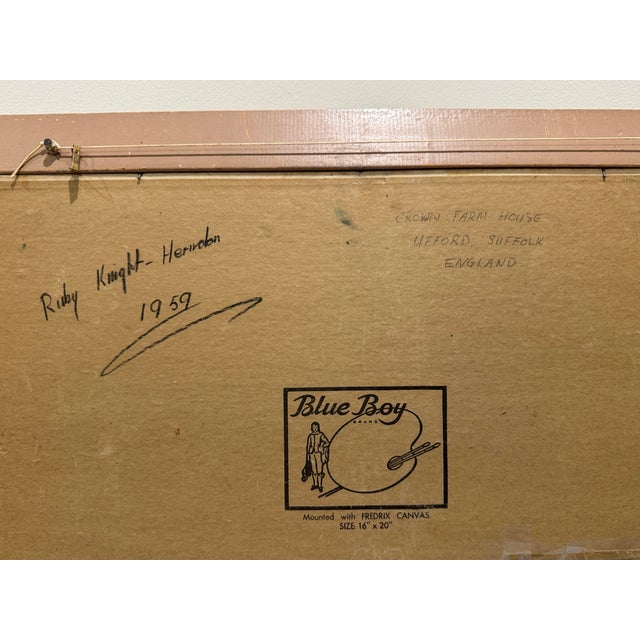 CROWN FARM HOUSE
UFFORD, SUFFOLK
ENGLAND.
Ruby Knight-Herndon
1959
Blue Boy
BRAND
Mounted with FREDRIX CANVAS
SIZE 16" x 20"